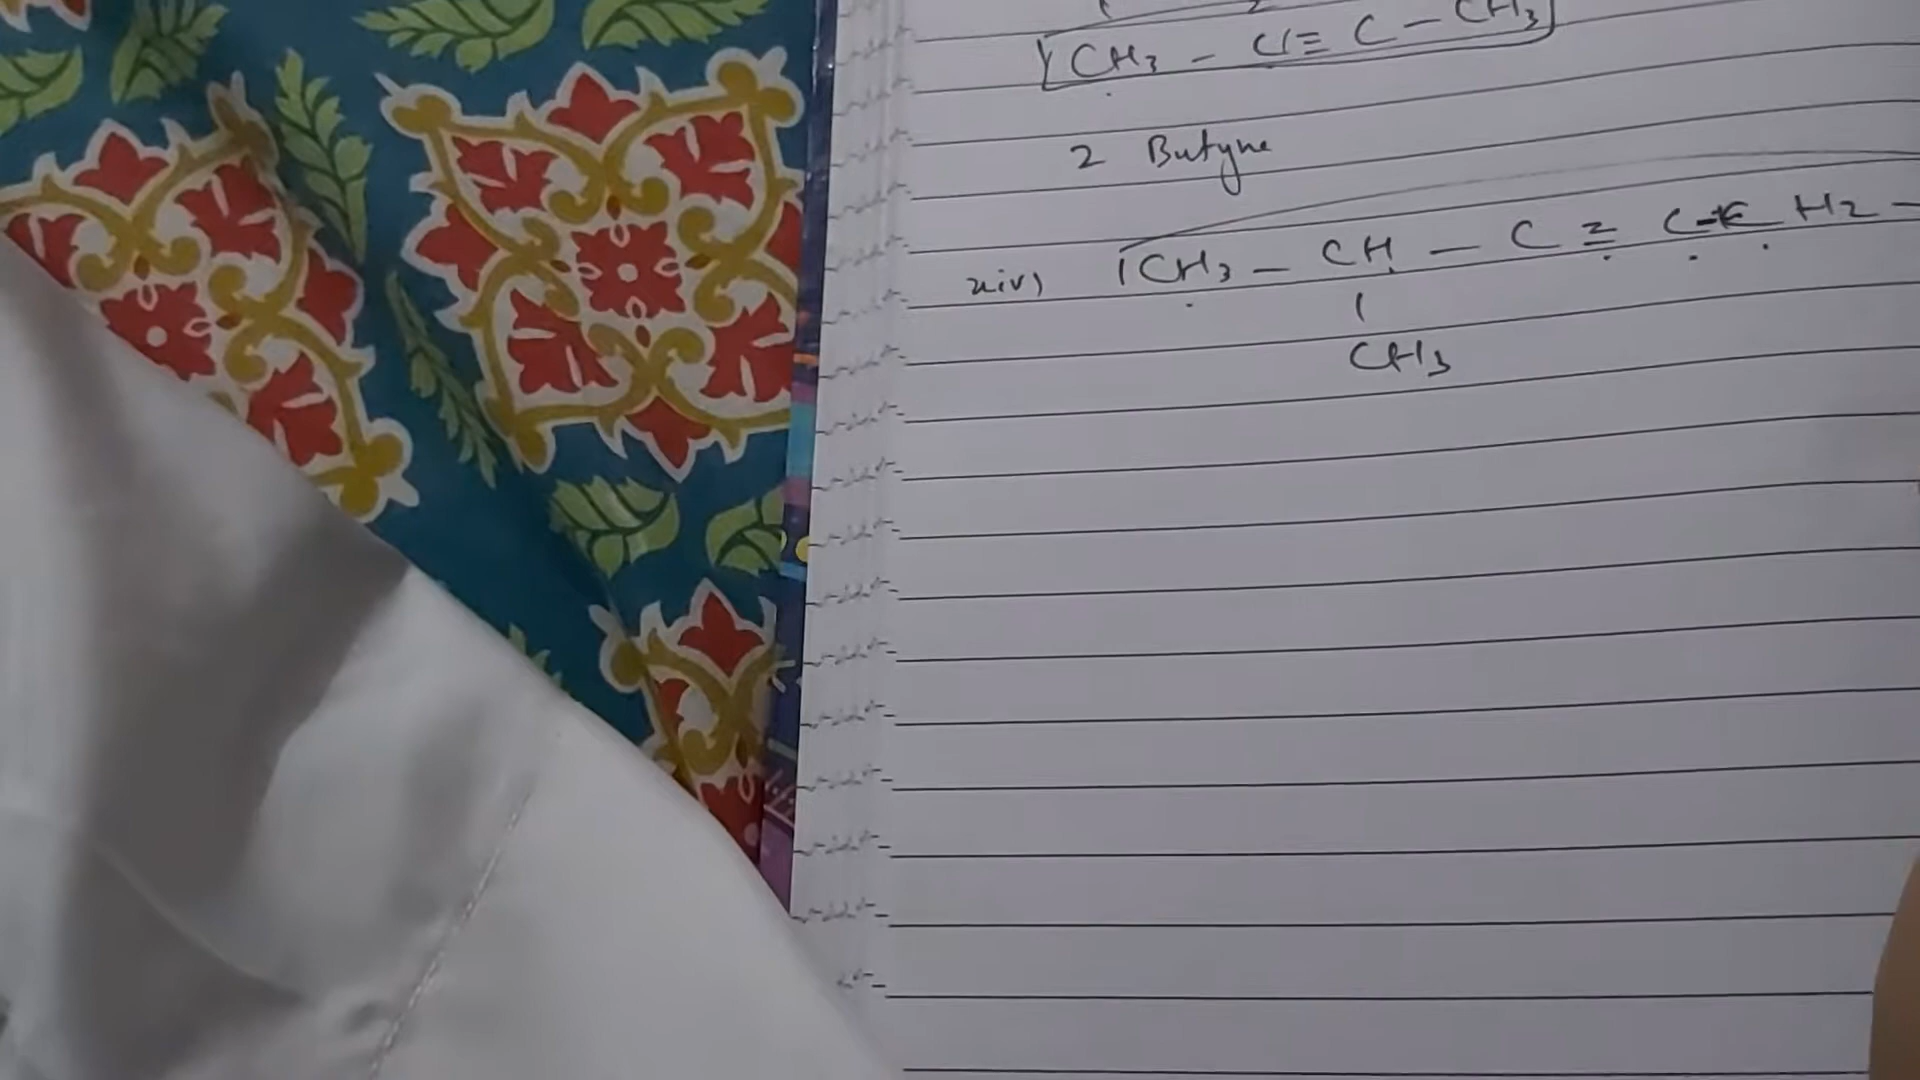 CH3 - C≡C - CH3
2 Butyne
xiv) CH3 - CH - C ≡ C - CH2 -
CH3